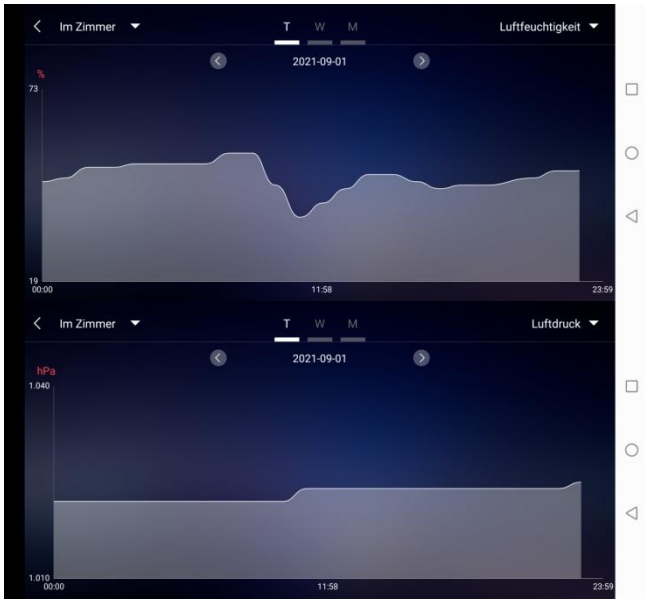 Im Zimmer T W M Luftfeuchtigkeit
2021-09-01
%
73
19
00:00 11:58 23:59
Im Zimmer T W M Luftdruck
2021-09-01
hPa
1.040
1.010
00:00 11:58 23:59